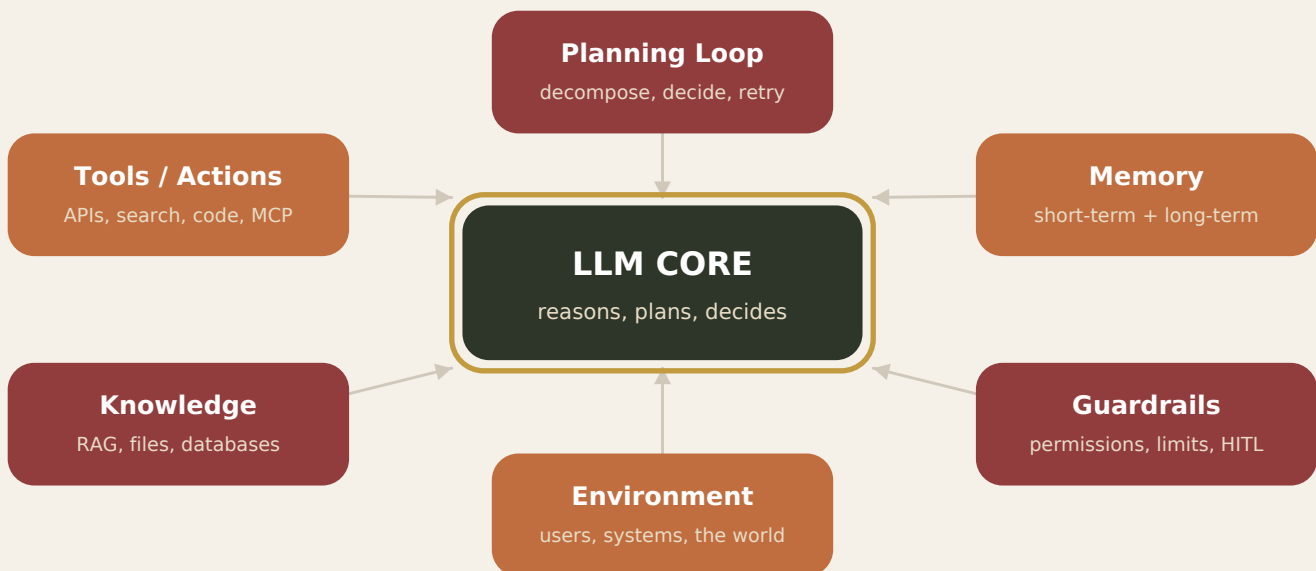 Planning Loop
decompose, decide, retry
Tools / Actions
APIs, search, code, MCP
Memory
short-term + long-term
LLM CORE
reasons, plans, decides
Knowledge
RAG, files, databases
Guardrails
permissions, limits, HITL
Environment
users, systems, the world